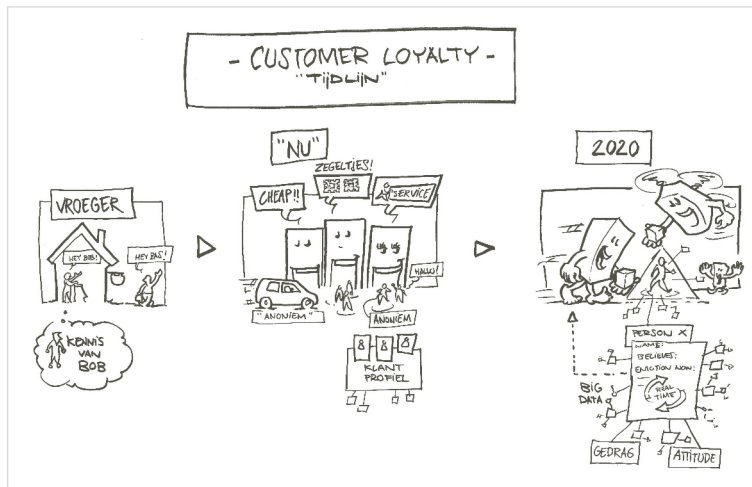 - CUSTOMER LOYALTY -
"TIJDLIJN"
VROEGER
HEY BOB!
HEY BAS!
KENNIS
VAN
BOB
"NU"
ZEGELTJES!
CHEAP!!
SERVICE
HALLO!
"ANONIEM"
ANONIEM
KLANT
PROFIEL
2020
PERSON X
NAME:
BELIEVES:
EMOTION NOW:
REAL
TIME
BIG
DATA
GEDRAG
ATTITUDE